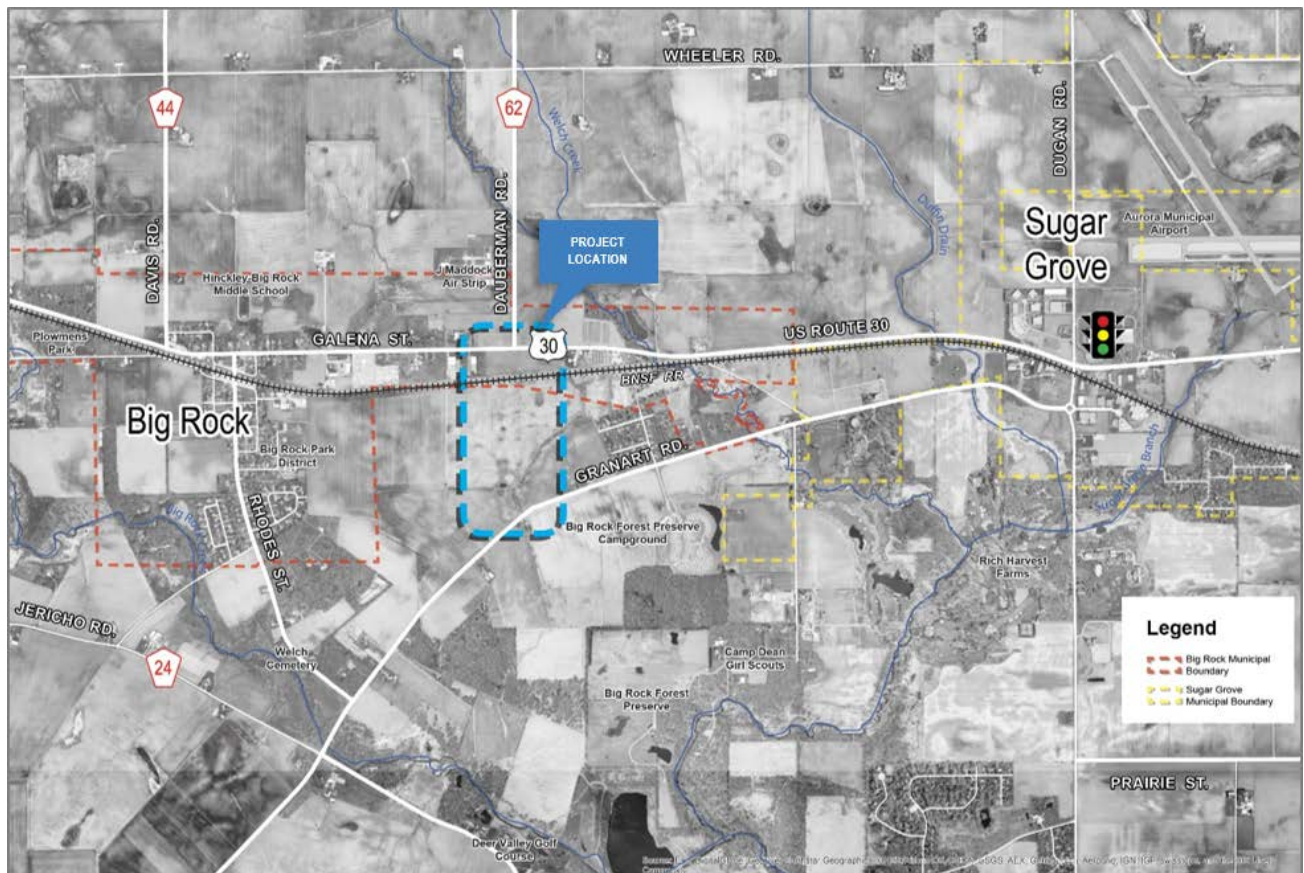 WHEELER RD.
44
62
Welch Creek
DUGAN RD.
DAVIS RD.
DAUBERMAN RD.
Duffin Drain
Sugar
Grove
Aurora Municipal
Airport
PROJECT
LOCATION
Hinckley-Big Rock
Middle School
J Maddock
Air Strip
Plowmens
Park
GALENA ST.
30
US ROUTE 30
BNSF RR
Big Rock
Big Rock Park
District
GRANART RD.
RHODES ST.
Big Rock Forest Preserve
Campground
Rich Harvest
Farms
JERICHO RD.
24
Welch
Cemetery
Camp Dean
Girl Scouts
Big Rock Forest
Preserve
Legend
Big Rock Municipal
Boundary
Sugar Grove
Municipal Boundary
PRAIRIE ST.
Deer Valley Golf
Course